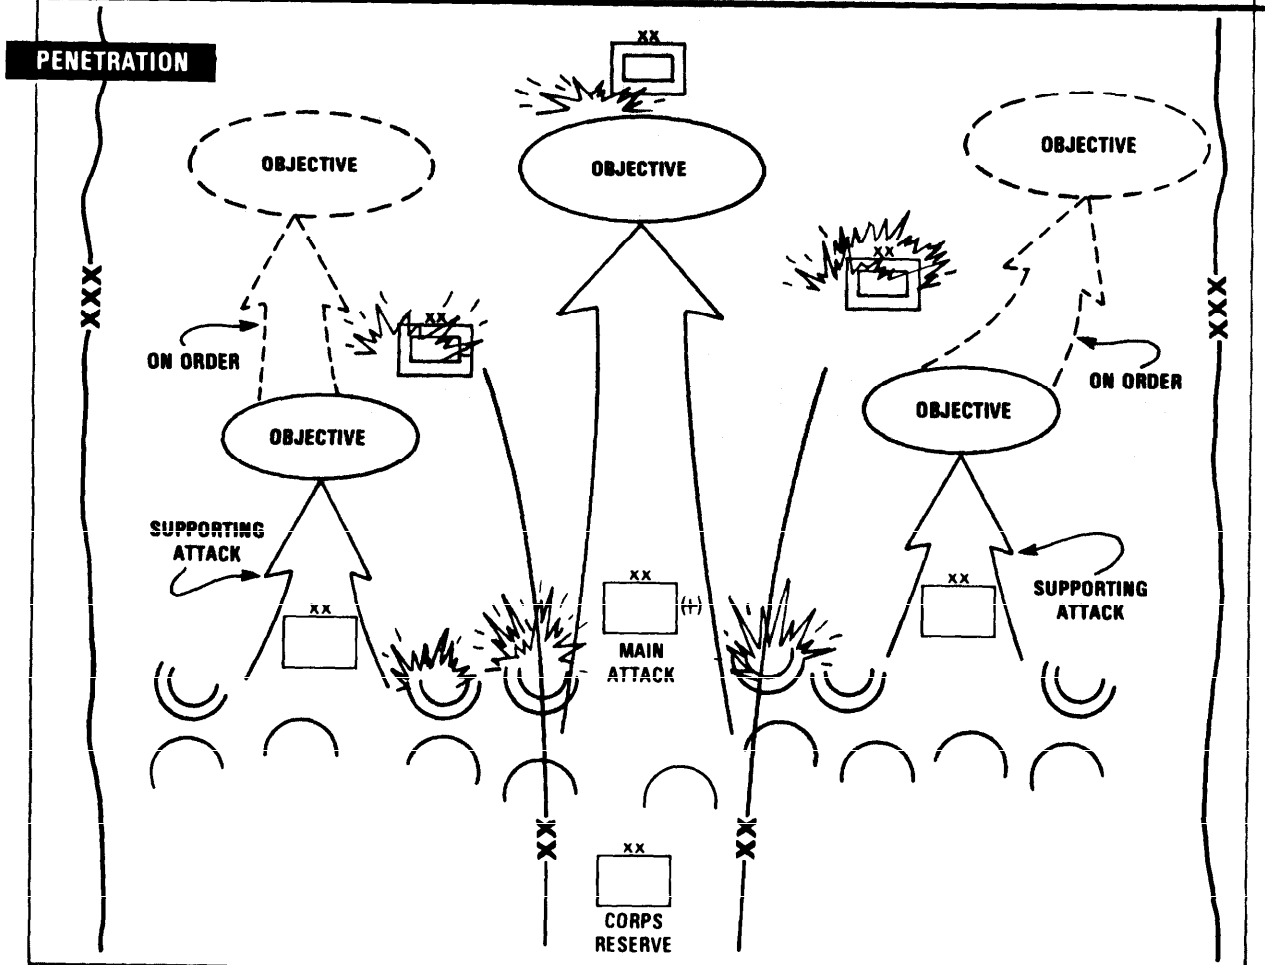 PENETRATION
XX
OBJECTIVE
OBJECTIVE
OBJECTIVE
XX
XXX
XXX
XX
ON ORDER
ON ORDER
OBJECTIVE
OBJECTIVE
SUPPORTING
ATTACK
XX
XX
(+)
MAIN
ATTACK
XX
SUPPORTING
ATTACK
XX
XX
XX
XX
CORPS
RESERVE